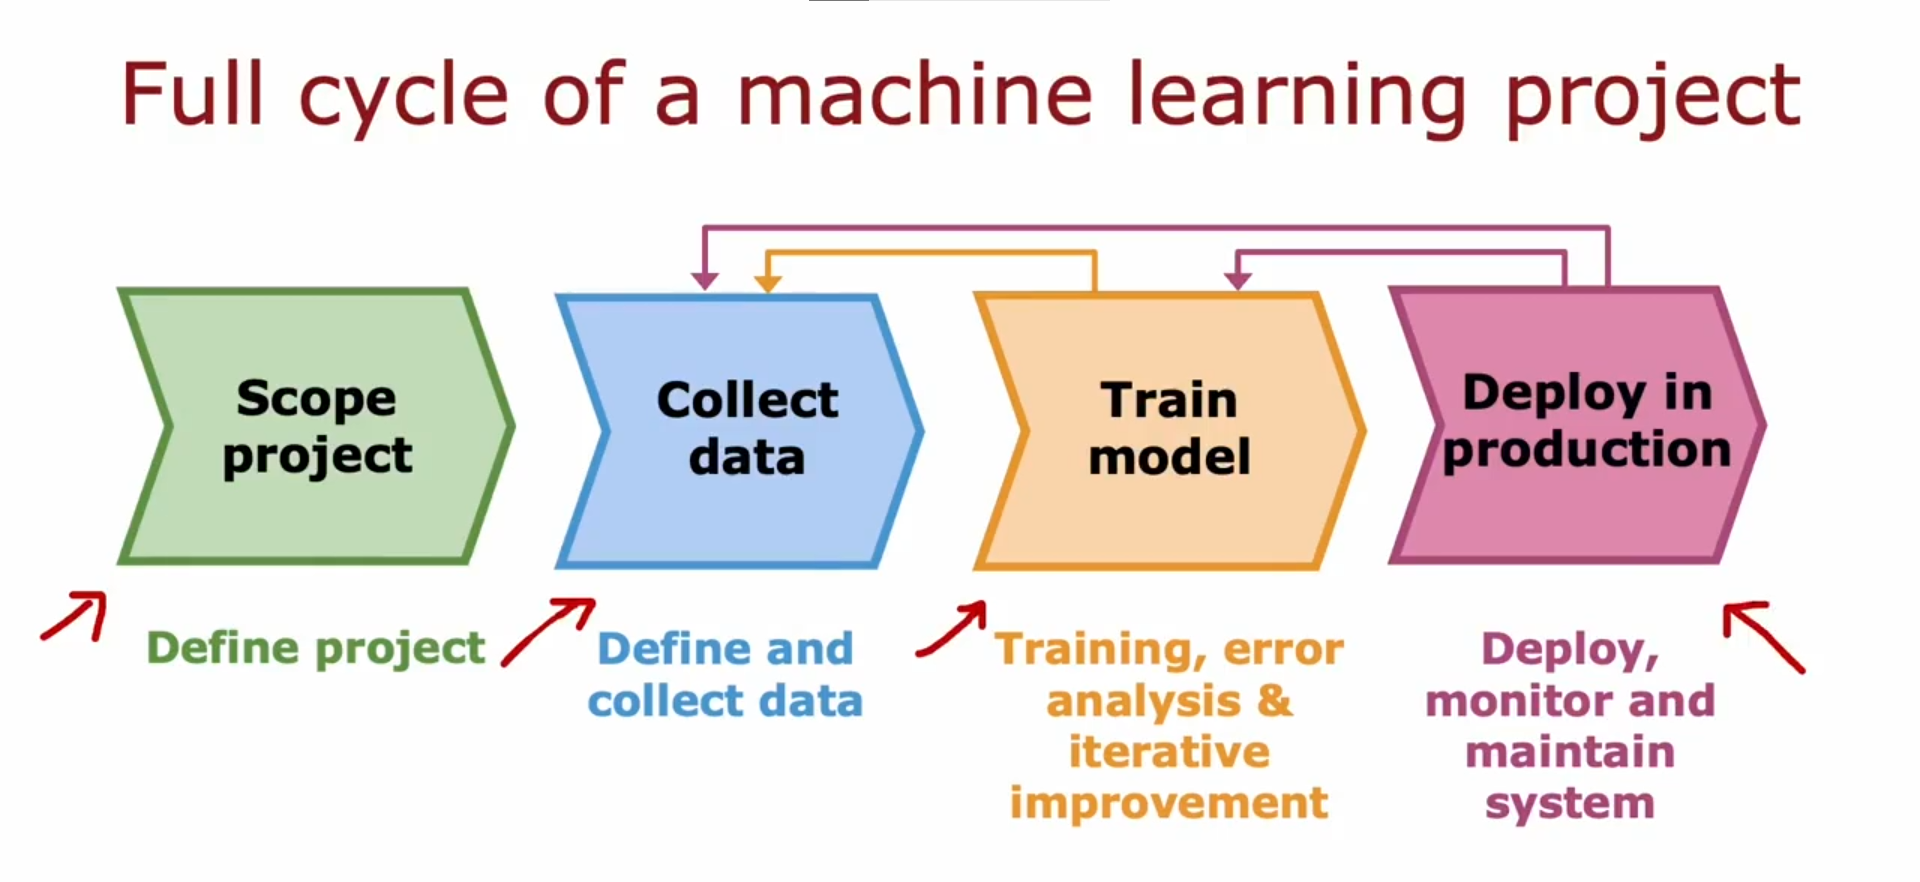 Full cycle of a machine learning project
Scope
project
Collect
data
Train
model
Deploy in
production
Define project
Define and
collect data
Training, error
analysis &
iterative
improvement
Deploy,
monitor and
maintain
system